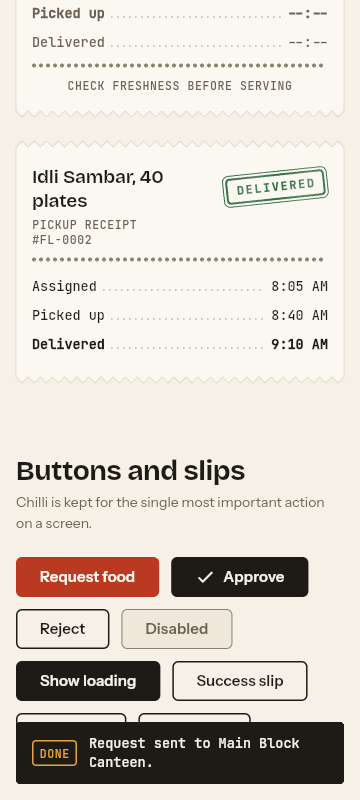 Picked up --:--
Delivered --:--
CHECK FRESHNESS BEFORE SERVING
Idli Sambar, 40
plates
DELIVERED
PICKUP RECEIPT
#FL-0002
Assigned 8:05 AM
Picked up 8:40 AM
Delivered 9:10 AM
Buttons and slips
Chilli is kept for the single most important action
on a screen.
Request food
Approve
Reject
Disabled
Show loading
Success slip
DONE
Request sent to Main Block
Canteen.